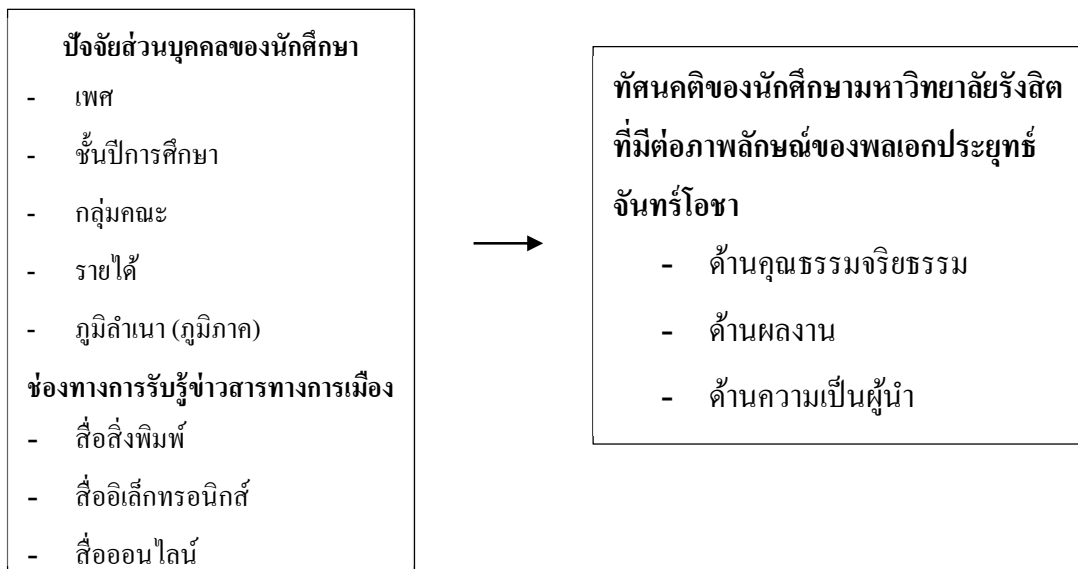 ปัจจัยส่วนบุคคลของนักศึกษา
- เพศ
- ชั้นปีการศึกษา
- กลุ่มคณะ
- รายได้
- ภูมิลำเนา (ภูมิภาค)
ช่องทางการรับรู้ข่าวสารทางการเมือง
- สื่อสิ่งพิมพ์
- สื่ออิเล็กทรอนิกส์
- สื่อออนไลน์
ทัศนคติของนักศึกษามหาวิทยาลัยรังสิต
ที่มีต่อภาพลักษณ์ของพลเอกประยุทธ์
จันทร์โอชา
- ด้านคุณธรรมจริยธรรม
- ด้านผลงาน
- ด้านความเป็นผู้นำ